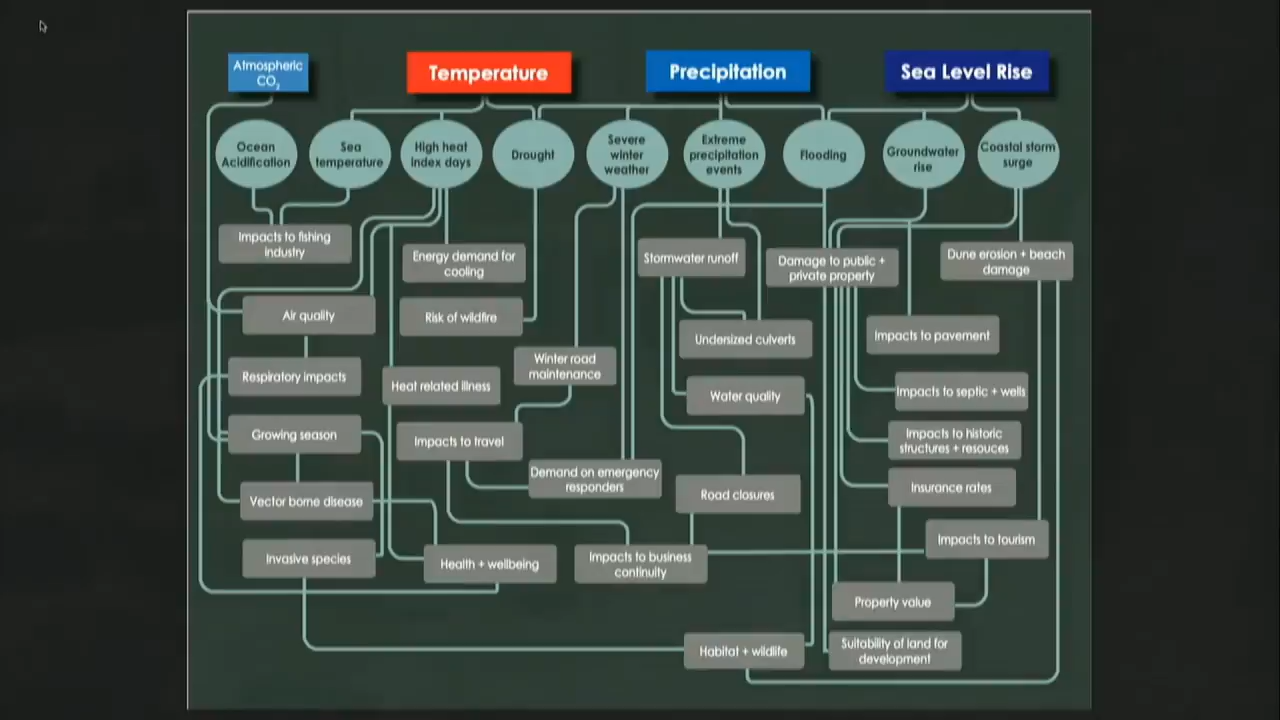 Atmospheric
CO2
Temperature
Precipitation
Sea Level Rise
Ocean
Acidification
Sea
temperature
High heat
index days
Drought
Severe
winter
weather
Extreme
precipitation
events
Flooding
Groundwater
rise
Coastal storm
surge
Impacts to fishing
industry
Energy demand for
cooling
Stormwater runoff
Damage to public +
private property
Dune erosion + beach
damage
Air quality
Risk of wildfire
Undersized culverts
Impacts to pavement
Respiratory impacts
Heat related illness
Winter road
maintenance
Water quality
Impacts to septic + wells
Growing season
Impacts to travel
Impacts to historic
structures + resouces
Demand on emergency
responders
Road closures
Insurance rates
Vector borne disease
Impacts to tourism
Invasive species
Health + wellbeing
Impacts to business
continuity
Property value
Habitat + wildlife
Suitability of land for
development